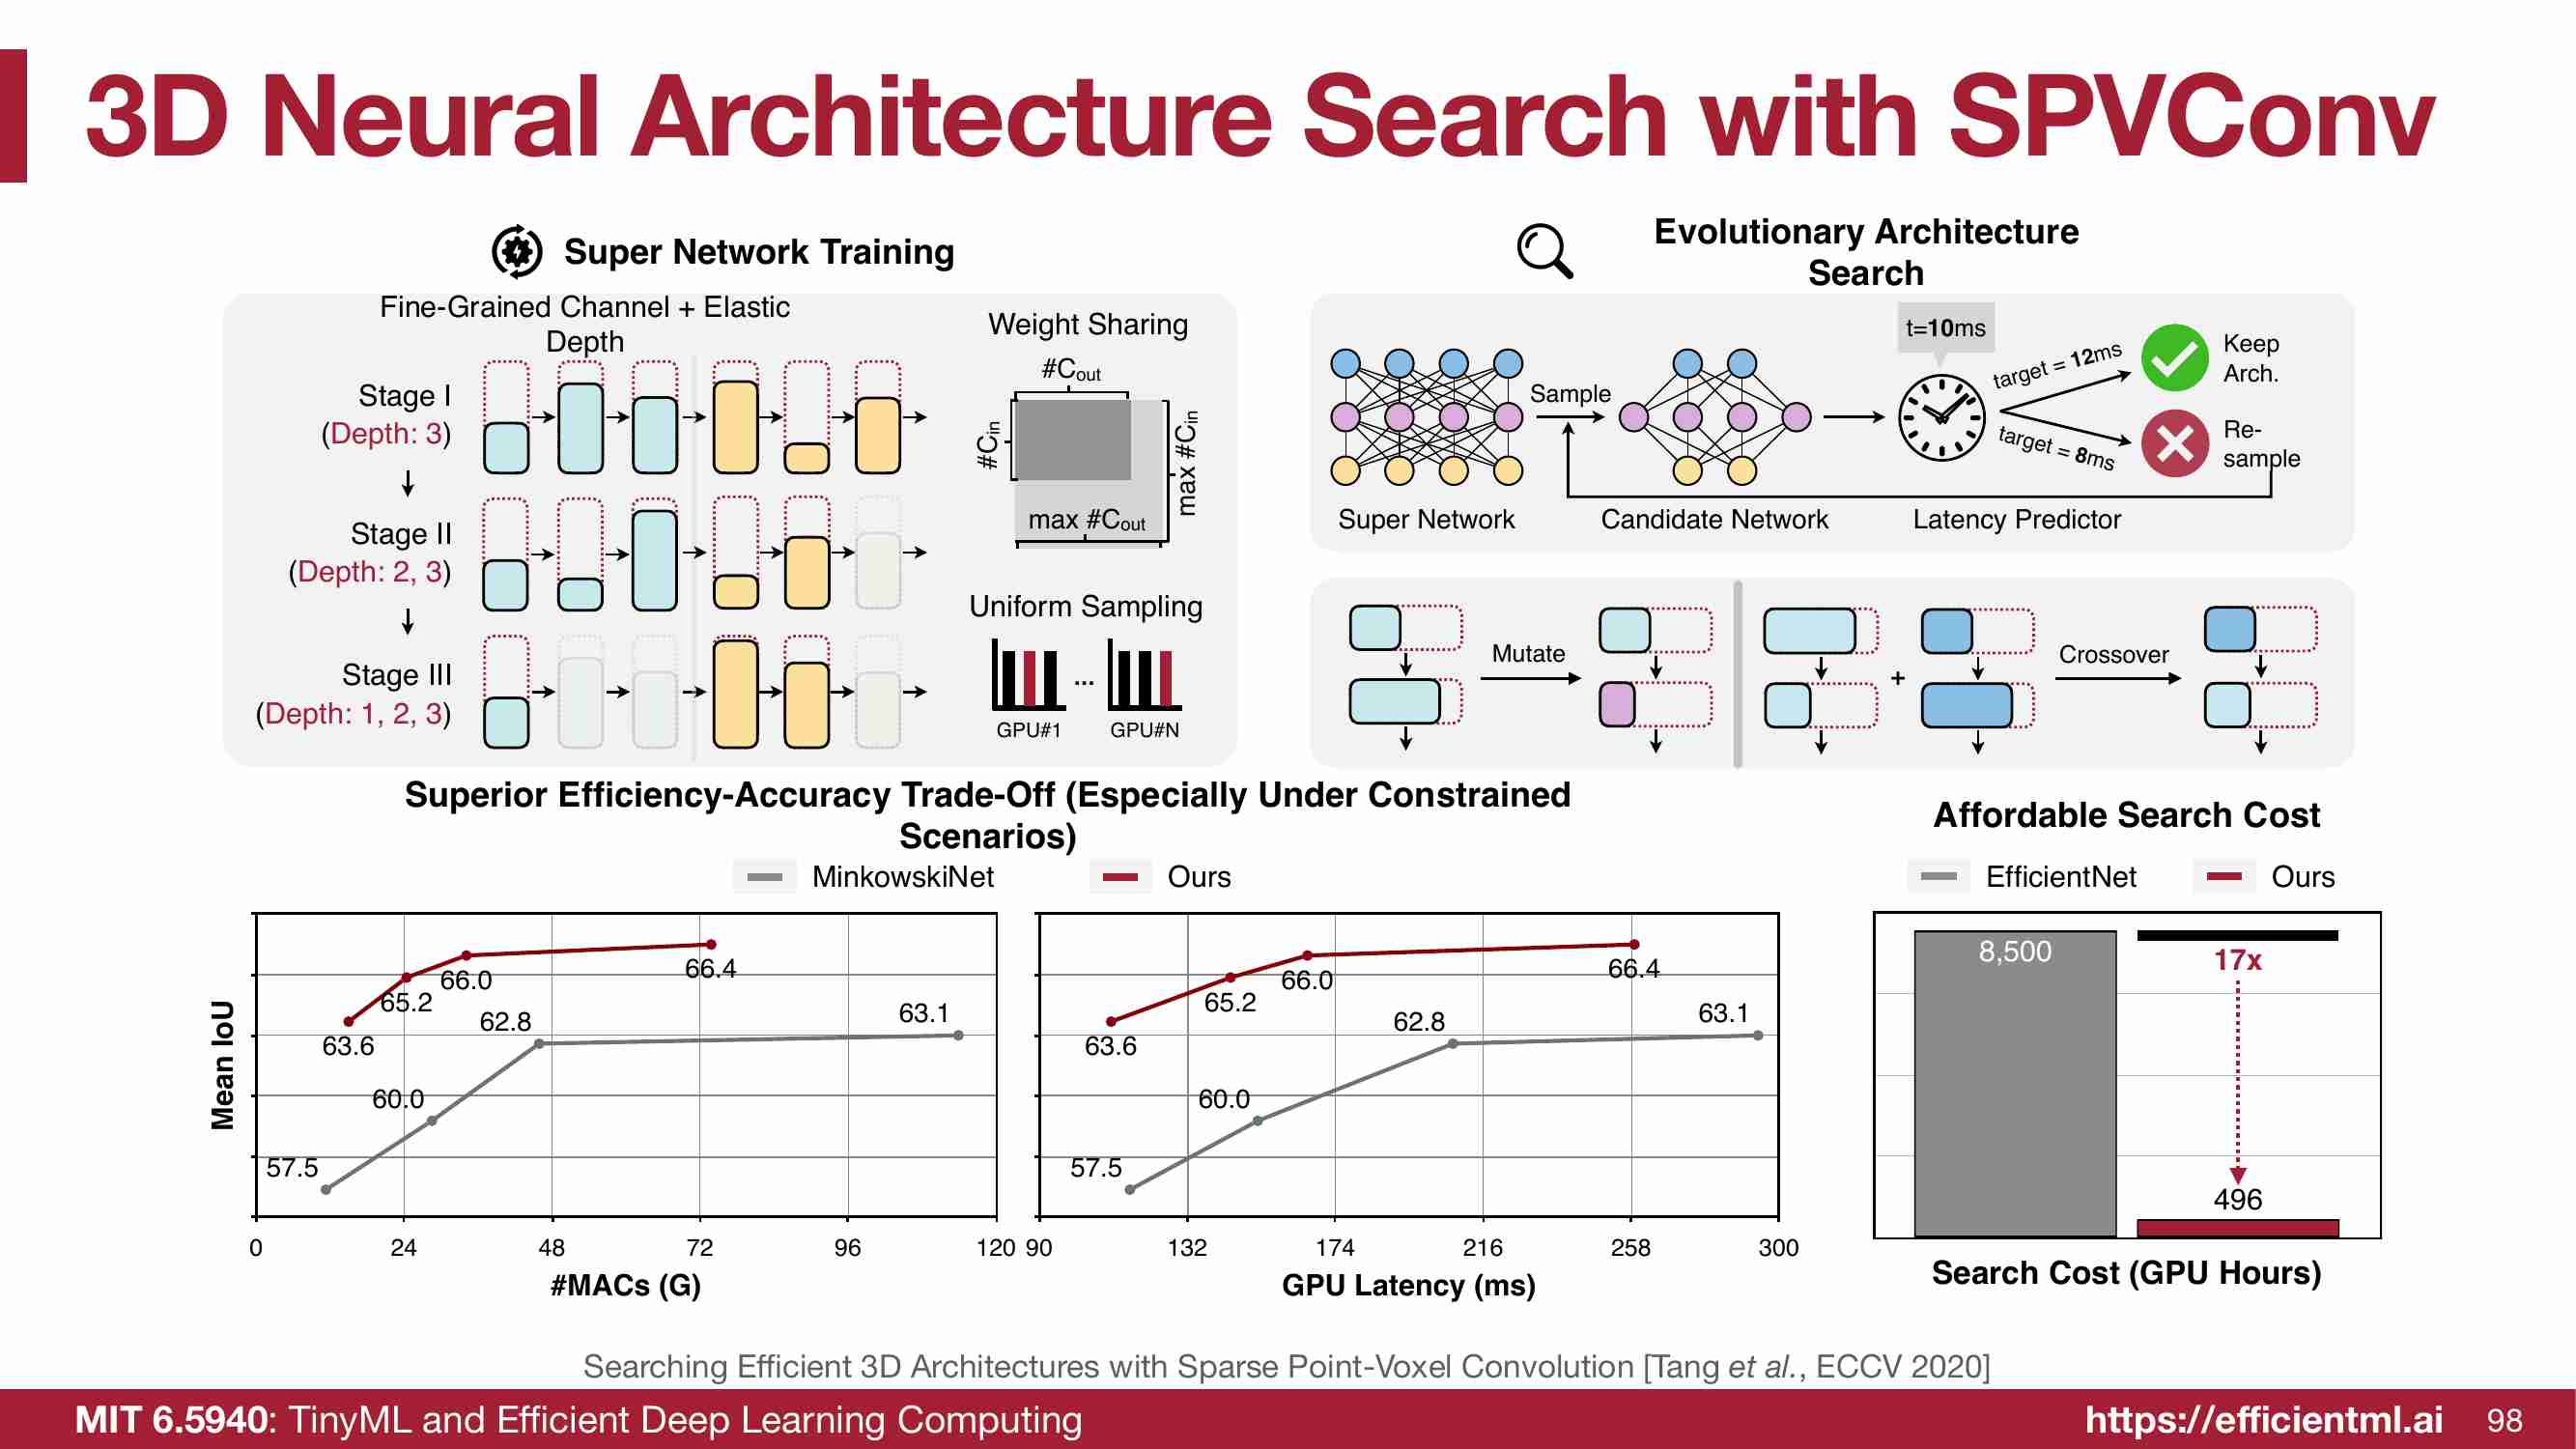 3D Neural Architecture Search with SPVConv
Super Network Training
Fine-Grained Channel + Elastic
Depth
Stage I
(Depth: 3)
Stage II
(Depth: 2, 3)
Stage III
(Depth: 1, 2, 3)
Weight Sharing
#Cout
#Cin
max #Cin
max #Cout
Uniform Sampling
...
GPU#1
GPU#N
Evolutionary Architecture
Search
Sample
t=10ms
target = 12ms
target = 8ms
Keep
Arch.
Re-
sample
Super Network
Candidate Network
Latency Predictor
Mutate
+
Crossover
Superior Efficiency-Accuracy Trade-Off (Especially Under Constrained
Scenarios)
MinkowskiNet
Ours
Mean IoU
66.4
66.0
65.2
63.6
63.1
62.8
60.0
57.5
0 24 48 72 96 120
#MACs (G)
66.4
66.0
65.2
63.6
63.1
62.8
60.0
57.5
90 132 174 216 258 300
GPU Latency (ms)
Affordable Search Cost
EfficientNet
Ours
8,500
17x
496
Search Cost (GPU Hours)
Searching Efficient 3D Architectures with Sparse Point-Voxel Convolution [Tang et al., ECCV 2020]
MIT 6.5940: TinyML and Efficient Deep Learning Computing
https://efficientml.ai
98